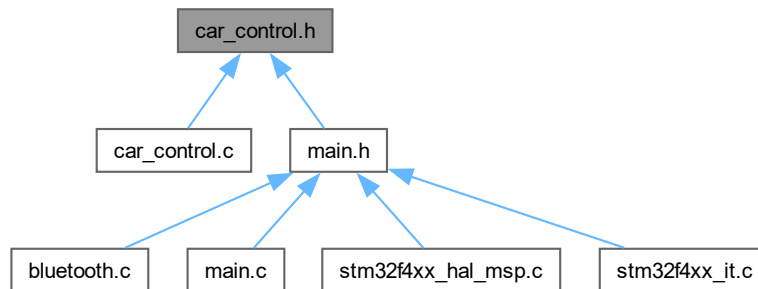 car_control.h
car_control.c
main.h
bluetooth.c
main.c
stm32f4xx_hal_msp.c
stm32f4xx_it.c